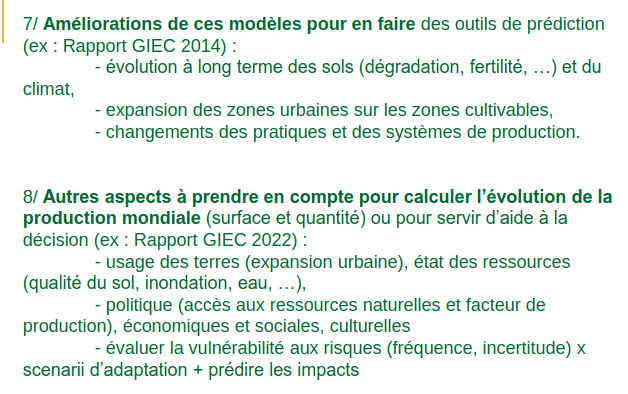 7/ Améliorations de ces modèles pour en faire des outils de prédiction
(ex : Rapport GIEC 2014) :
- évolution à long terme des sols (dégradation, fertilité, …) et du
climat,
- expansion des zones urbaines sur les zones cultivables,
- changements des pratiques et des systèmes de production.
8/ Autres aspects à prendre en compte pour calculer l’évolution de la
production mondiale (surface et quantité) ou pour servir d’aide à la
décision (ex : Rapport GIEC 2022) :
- usage des terres (expansion urbaine), état des ressources
(qualité du sol, inondation, eau, …),
- politique (accès aux ressources naturelles et facteur de
production), économiques et sociales, culturelles
- évaluer la vulnérabilité aux risques (fréquence, incertitude) x
scenarii d’adaptation + prédire les impacts